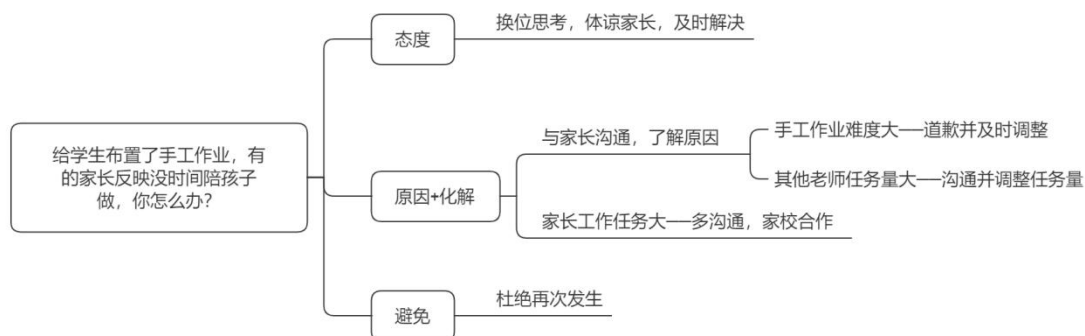 给学生布置了手工作业，有
的家长反映没时间陪孩子
做，你怎么办？
态度
换位思考，体谅家长，及时解决
原因+化解
与家长沟通，了解原因
手工作业难度大——道歉并及时调整
其他老师任务量大——沟通并调整任务量
家长工作任务大——多沟通，家校合作
避免
杜绝再次发生